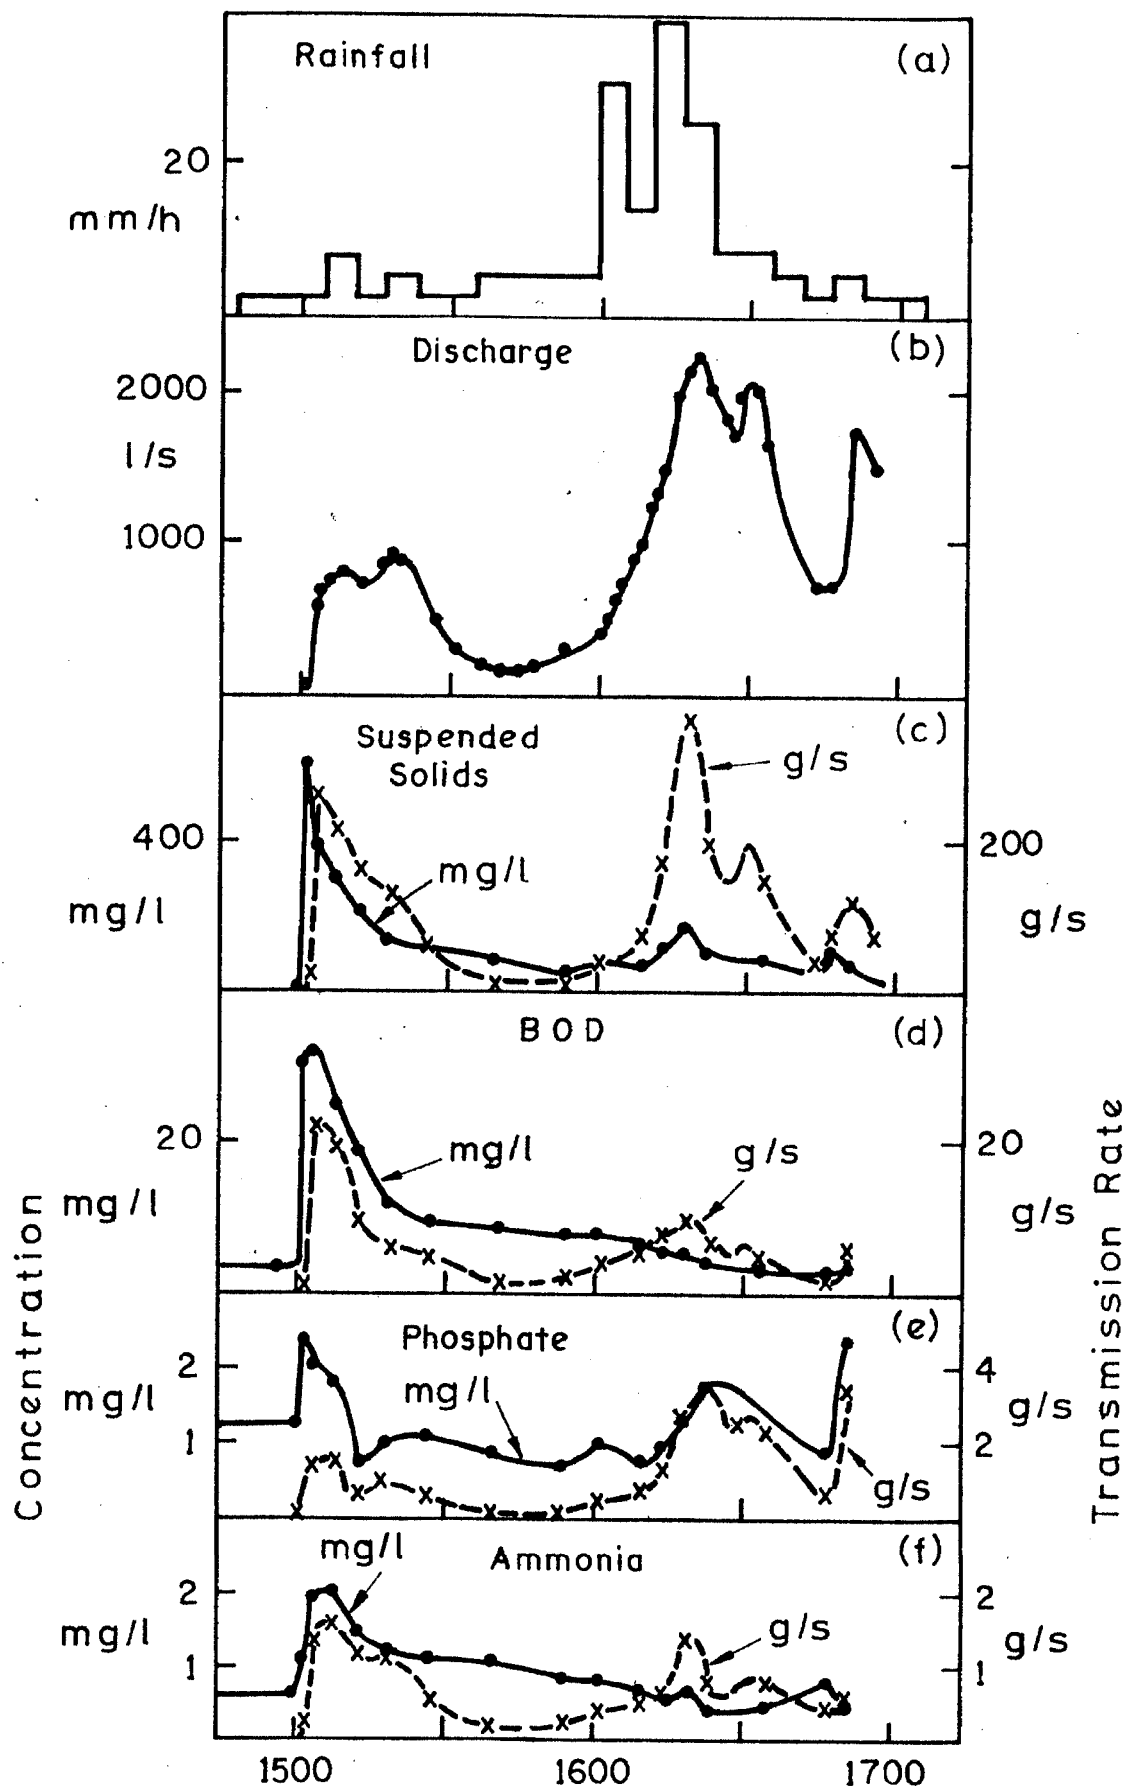 Rainfall
(a)
20
mm/h
Discharge
(b)
2000
l/s
1000
Suspended
Solids
(c)
g/s
400
200
mg/l
mg/l
g/s
BOD
(d)
20
20
mg/l
g/s
mg/l
g/s
Phosphate
(e)
2
4
mg/l
mg/l
g/s
1
2
g/s
mg/l
Ammonia
(f)
2
2
mg/l
g/s
g/s
1
1
1500
1600
1700
Concentration
Transmission Rate